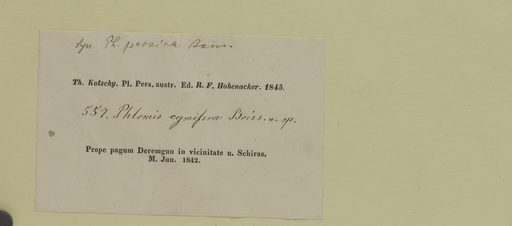 Syn. Ph. persica Boiss.
Th. Kotschy. Pl. Pers. austr. Ed. R. F. Hohenacker. 1845.
557. Phlomis cymifera Boiss. n. sp.
Prope pagum Deremgun in vicinitate u. Schiras.
M. Jun. 1842.